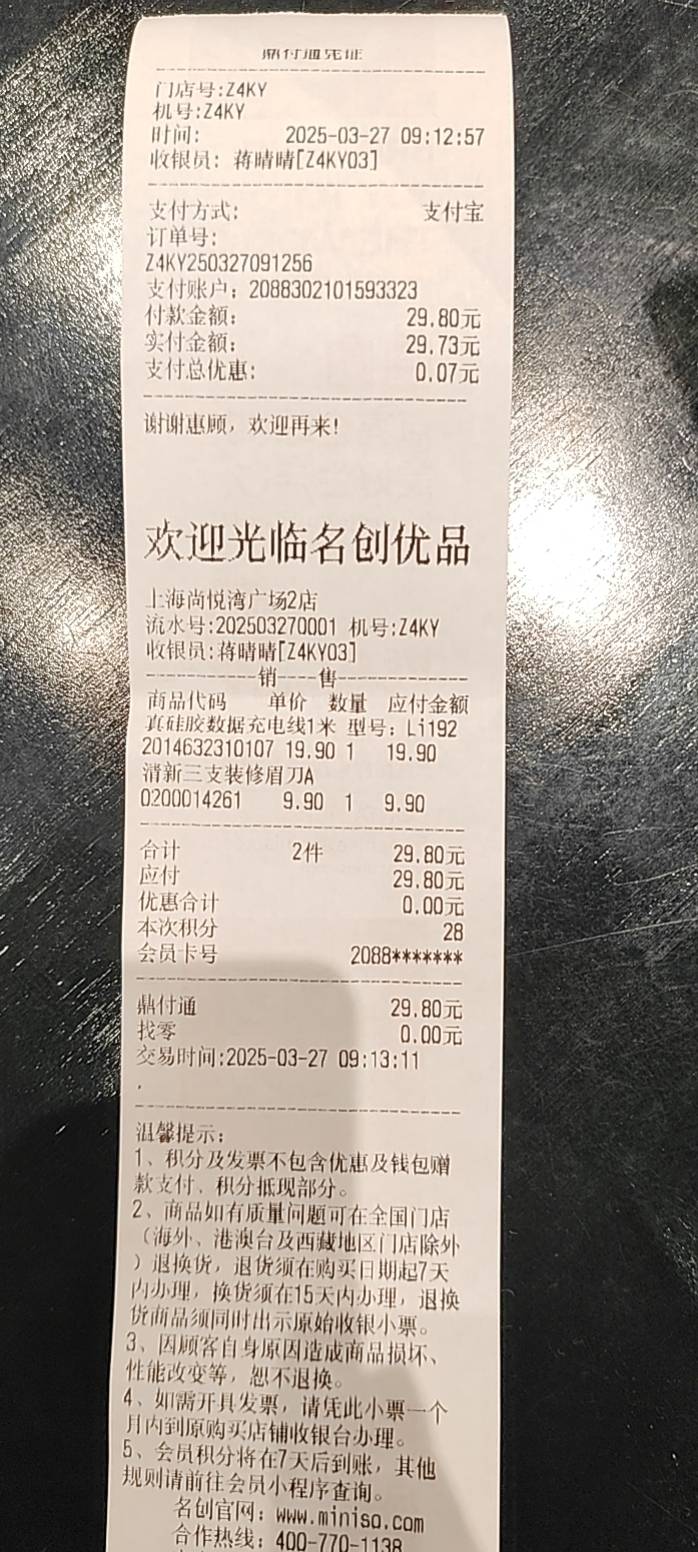 鼎付通凭证
门店号:Z4KY
机号:Z4KY
时间: 2025-03-27 09:12:57
收银员: 蒋晴晴[Z4KY03]
支付方式: 支付宝
订单号:
Z4KY250327091256
支付账户: 2088302101593323
付款金额: 29.80元
实付金额: 29.73元
支付总优惠: 0.07元
谢谢惠顾，欢迎再来!
欢迎光临名创优品
上海尚悦湾广场2店
流水号:202503270001 机号:Z4KY
收银员:蒋晴晴[Z4KY03]
-----------销----售-------------
商品代码 单价 数量 应付金额
真硅胶数据充电线1米 型号: Li192
2014632310107 19.90 1 19.90
清新三支装修眉刀A
0200014261 9.90 1 9.90
合计 2件 29.80元
应付 29.80元
优惠合计 0.00元
本次积分 28
会员卡号 2088*******
鼎付通 29.80元
找零 0.00元
交易时间:2025-03-27 09:13:11
.
温馨提示:
1、积分及发票不包含优惠及钱包赠
款支付、积分抵现部分。
2、商品如有质量问题可在全国门店
（海外、港澳台及西藏地区门店除外
）退换货，退货须在购买日期起7天
内办理，换货须在15天内办理，退换
货商品须同时出示原始收银小票。
3、因顾客自身原因造成商品损坏、
性能改变等，恕不退换。
4、如需开具发票，请凭此小票一个
月内到原购买店铺收银台办理。
5、会员积分将在7天后到账，其他
规则请前往会员小程序查询。
名创官网: www.miniso.com
合作热线: 400-770-1138